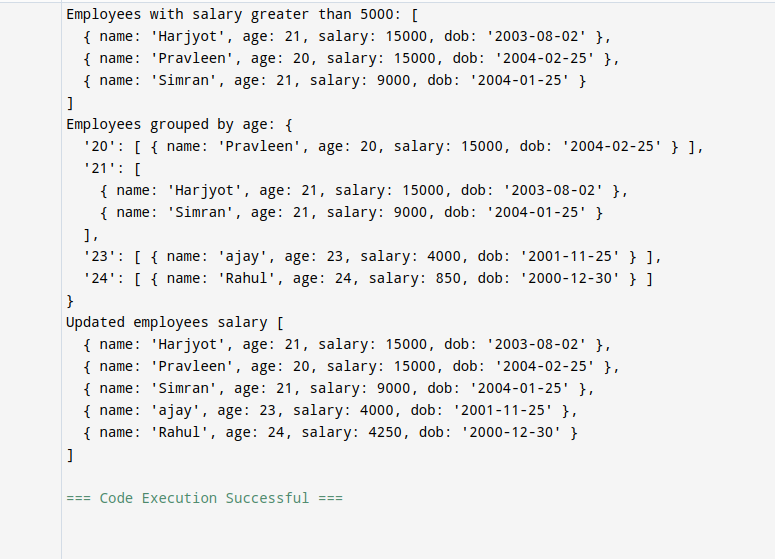 Employees with salary greater than 5000: [
  { name: 'Harjyot', age: 21, salary: 15000, dob: '2003-08-02' },
  { name: 'Pravleen', age: 20, salary: 15000, dob: '2004-02-25' },
  { name: 'Simran', age: 21, salary: 9000, dob: '2004-01-25' }
]
Employees grouped by age: {
  '20': [ { name: 'Pravleen', age: 20, salary: 15000, dob: '2004-02-25' } ],
  '21': [
    { name: 'Harjyot', age: 21, salary: 15000, dob: '2003-08-02' },
    { name: 'Simran', age: 21, salary: 9000, dob: '2004-01-25' }
  ],
  '23': [ { name: 'ajay', age: 23, salary: 4000, dob: '2001-11-25' } ],
  '24': [ { name: 'Rahul', age: 24, salary: 850, dob: '2000-12-30' } ]
}
Updated employees salary [
  { name: 'Harjyot', age: 21, salary: 15000, dob: '2003-08-02' },
  { name: 'Pravleen', age: 20, salary: 15000, dob: '2004-02-25' },
  { name: 'Simran', age: 21, salary: 9000, dob: '2004-01-25' },
  { name: 'ajay', age: 23, salary: 4000, dob: '2001-11-25' },
  { name: 'Rahul', age: 24, salary: 4250, dob: '2000-12-30' }
]
=== Code Execution Successful ===